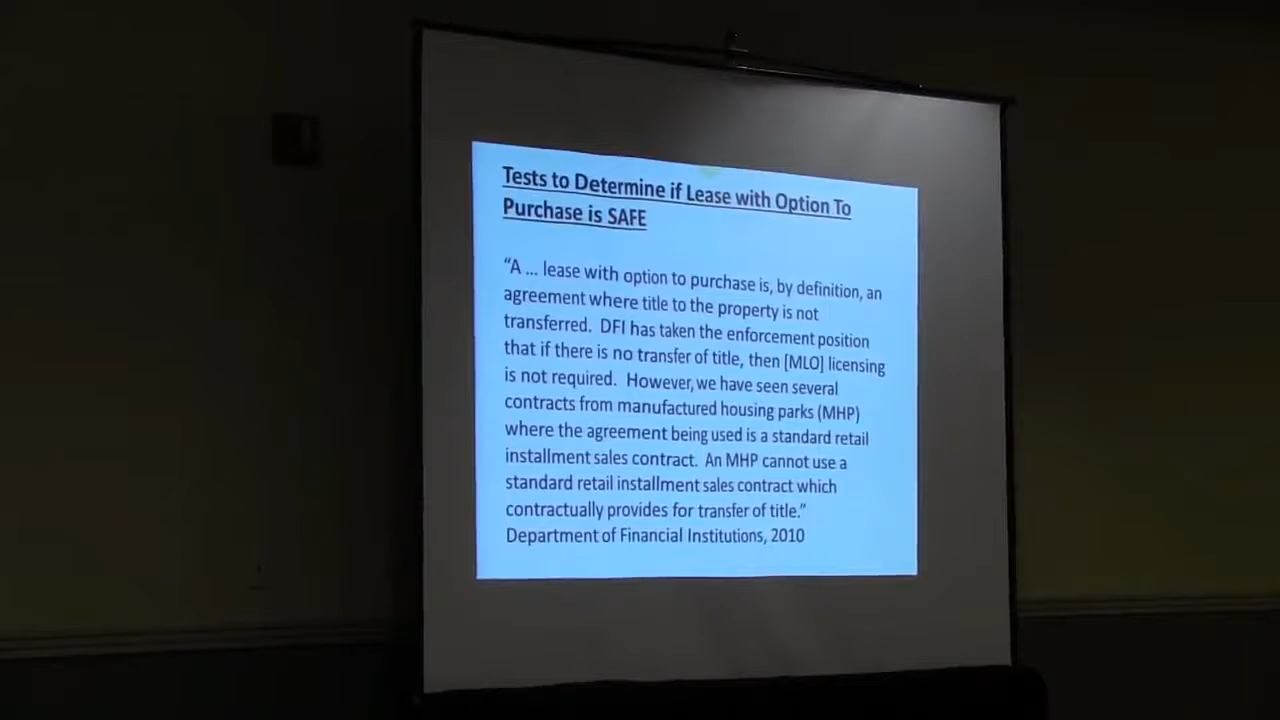 Tests to Determine if Lease with Option To
Purchase is SAFE
“A ... lease with option to purchase is, by definition, an
agreement where title to the property is not
transferred. DFI has taken the enforcement position
that if there is no transfer of title, then [MLO] licensing
is not required. However, we have seen several
contracts from manufactured housing parks (MHP)
where the agreement being used is a standard retail
installment sales contract. An MHP cannot use a
standard retail installment sales contract which
contractually provides for transfer of title.”
Department of Financial Institutions, 2010